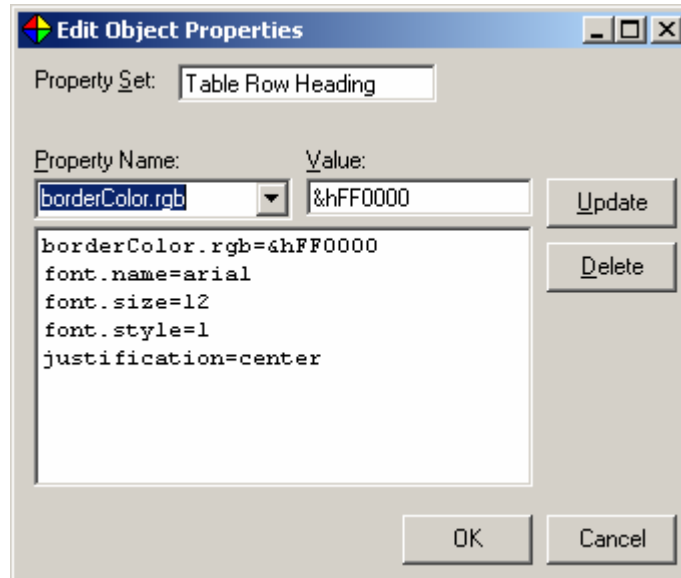 Edit Object Properties
Property Set: Table Row Heading
Property Name: Value:
borderColor.rgb &hFF0000 Update
borderColor.rgb=&hFF0000
font.name=arial
font.size=12
font.style=1
justification=center
Delete
OK Cancel